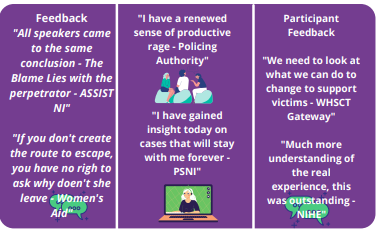 Feedback
"All speakers came
to the same
conclusion - The
Blame Lies with the
perpetrator - ASSIST
NI"
"If you don't create
the route to escape,
you have no righ to
ask why doen't she
leave - Women's
Aid"
"I have a renewed
sense of productive
rage - Policing
Authority"
"I have gained
insight today on
cases that will stay
with me forever -
PSNI"
Participant
Feedback
"We need to look at
what we can do to
change to support
victims - WHSCT
Gateway"
"Much more
understanding of
the real
experience, this
was outstanding -
NIHE"